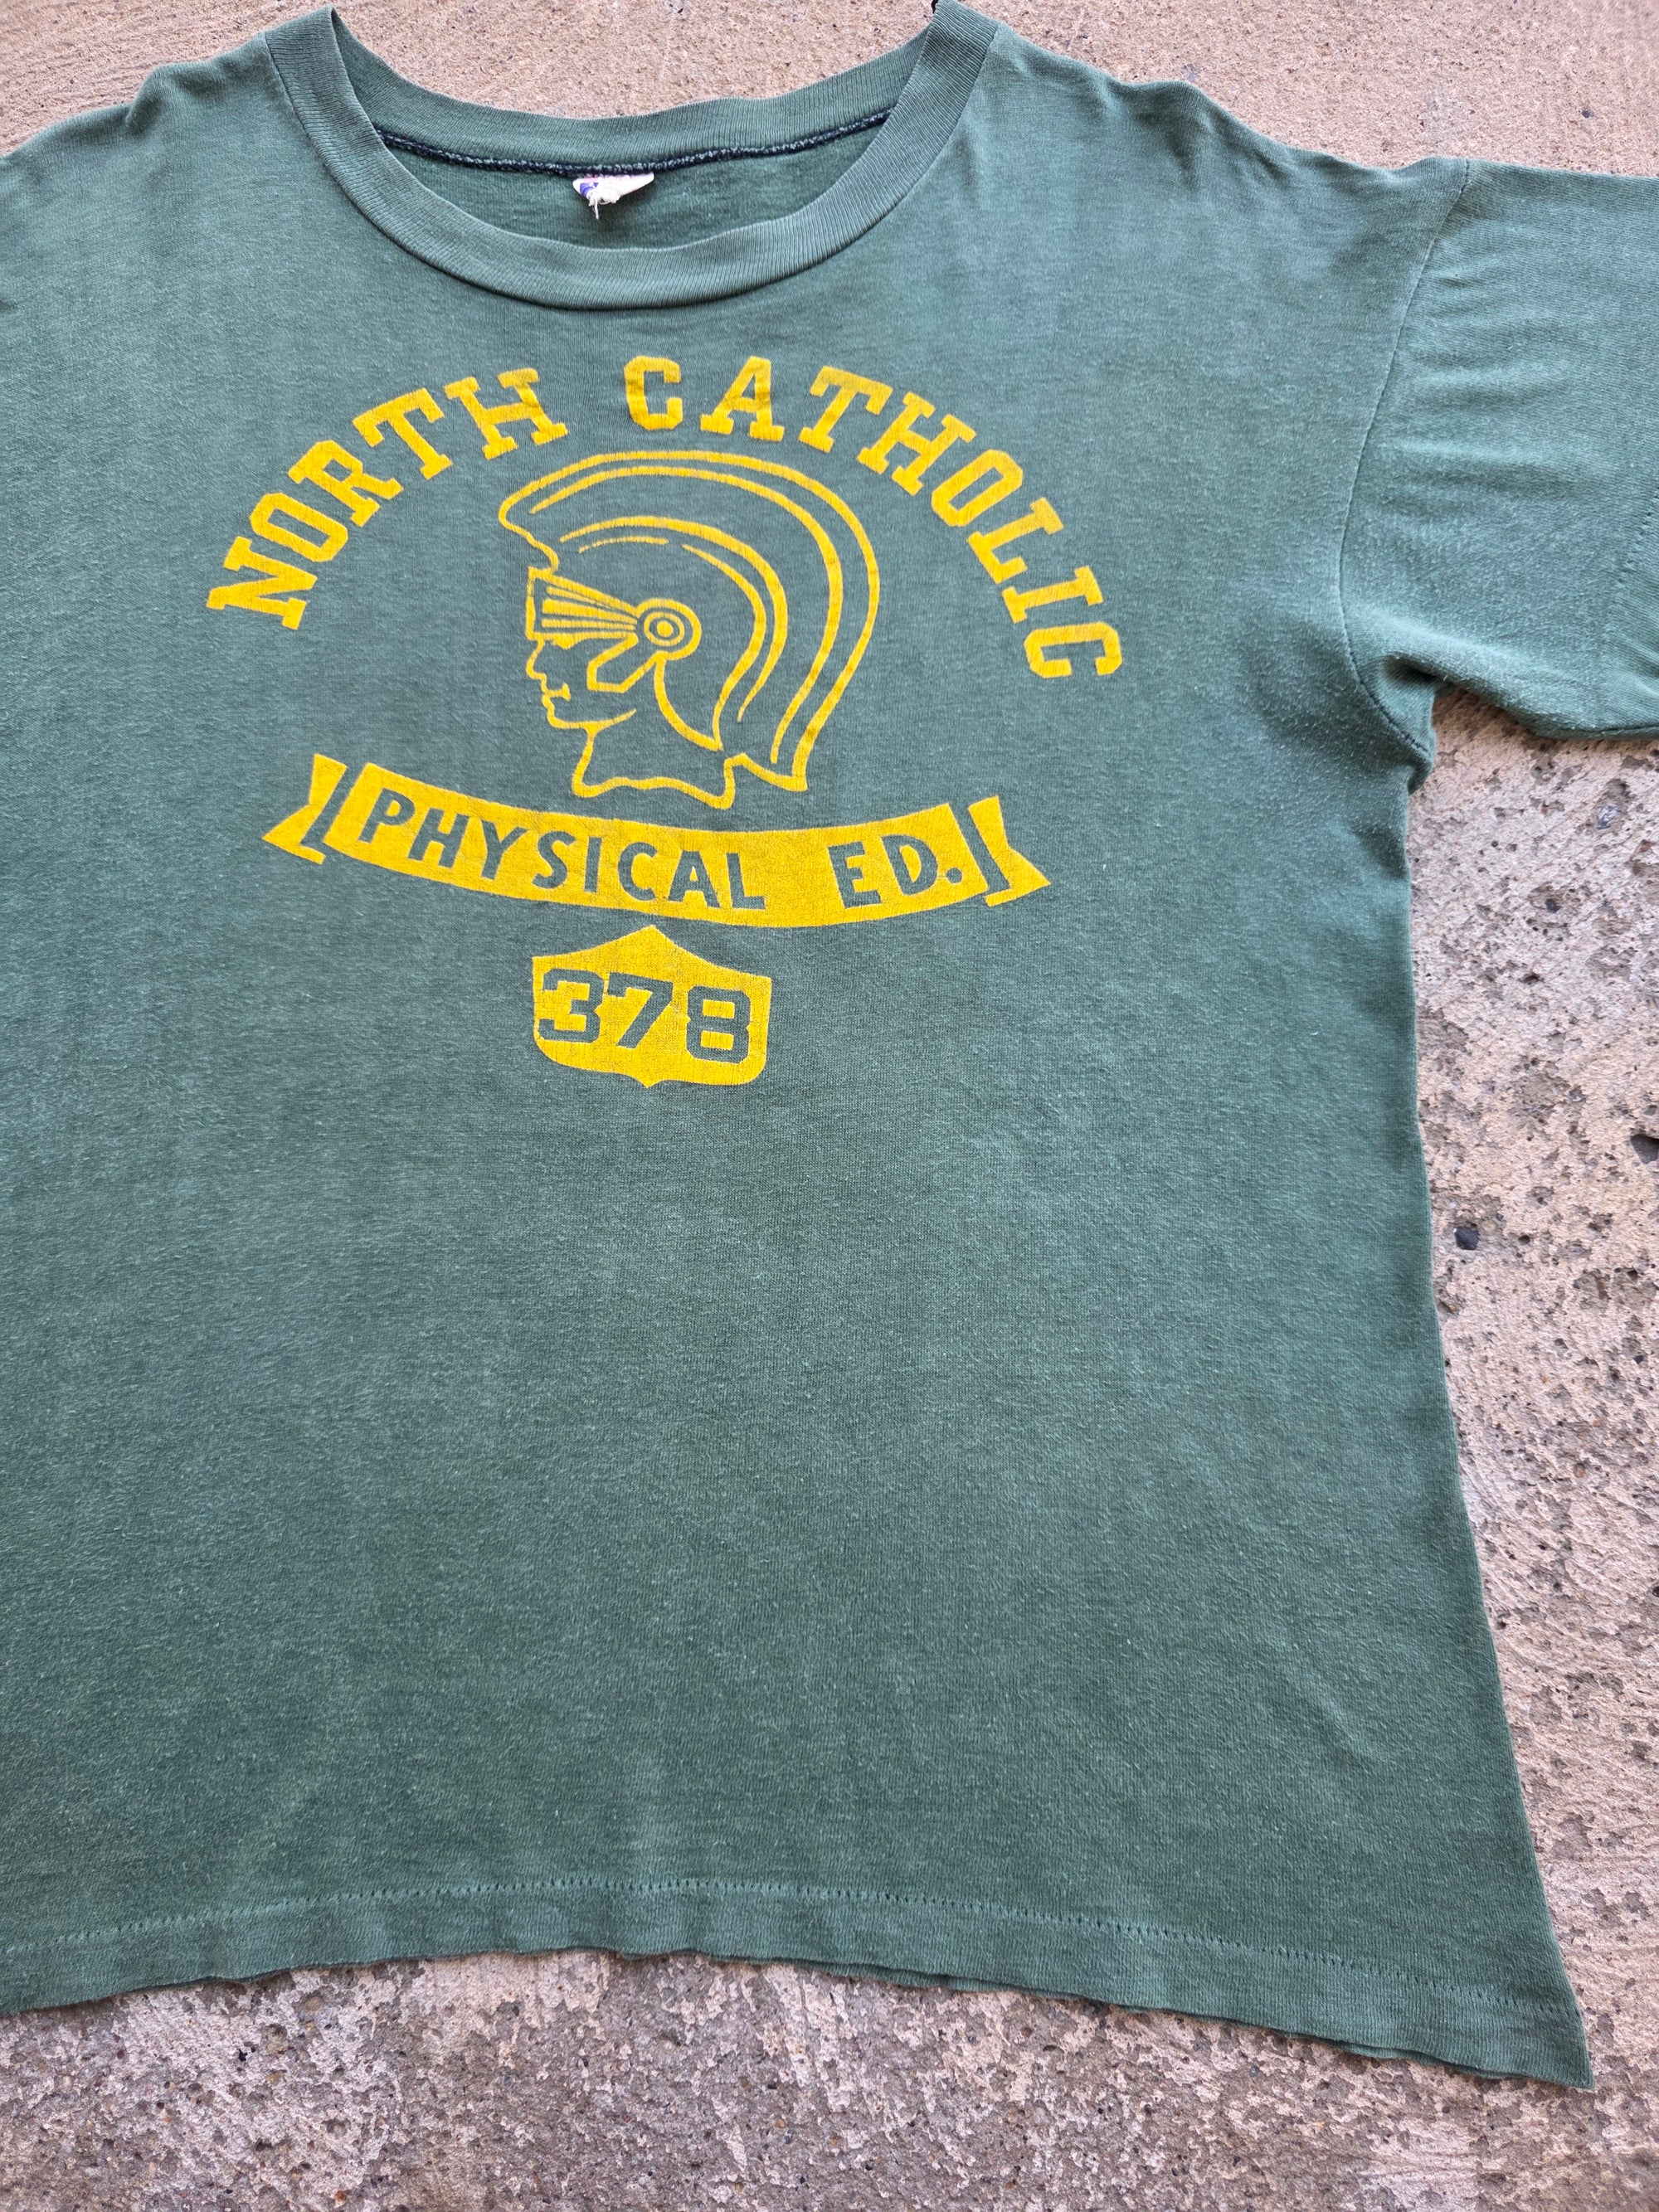 NORTH CATHOLIC
PHYSICAL ED.
378